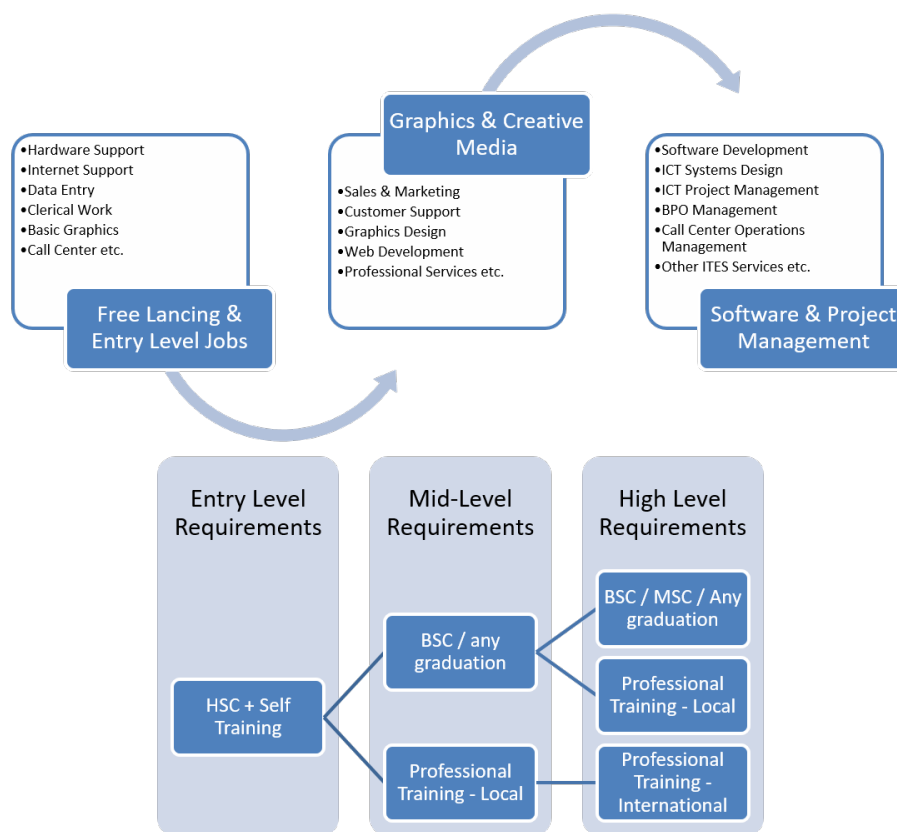 •Hardware Support
•Internet Support
•Data Entry
•Clerical Work
•Basic Graphics
•Call Center etc.
Free Lancing &
Entry Level Jobs
Graphics & Creative
Media
•Sales & Marketing
•Customer Support
•Graphics Design
•Web Development
•Professional Services etc.
•Software Development
•ICT Systems Design
•ICT Project Management
•BPO Management
•Call Center Operations
Management
•Other ITES Services etc.
Software & Project
Management
Entry Level
Requirements
HSC + Self
Training
Mid-Level
Requirements
BSC / any
graduation
Professional
Training - Local
High Level
Requirements
BSC / MSC / Any
graduation
Professional
Training - Local
Professional
Training -
International